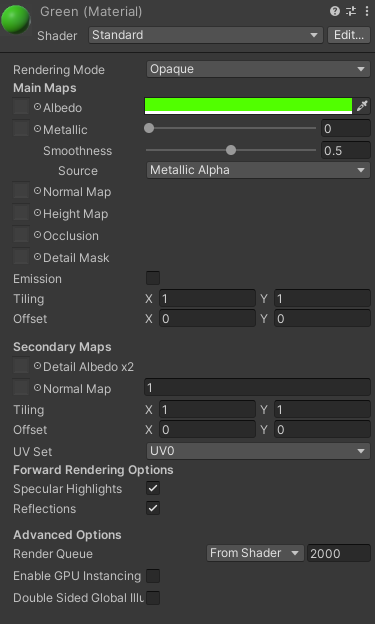 Green (Material)
Shader Standard Edit...
Rendering Mode Opaque
Main Maps
Albedo
Metallic 0
Smoothness 0.5
Source Metallic Alpha
Normal Map
Height Map
Occlusion
Detail Mask
Emission
Tiling X 1 Y 1
Offset X 0 Y 0
Secondary Maps
Detail Albedo x2
Normal Map 1
Tiling X 1 Y 1
Offset X 0 Y 0
UV Set UV0
Forward Rendering Options
Specular Highlights
Reflections
Advanced Options
Render Queue From Shader 2000
Enable GPU Instancing
Double Sided Global Illu